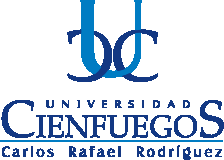 UNIVERSIDAD
CIENFUEGOS
Carlos Rafael Rodríguez